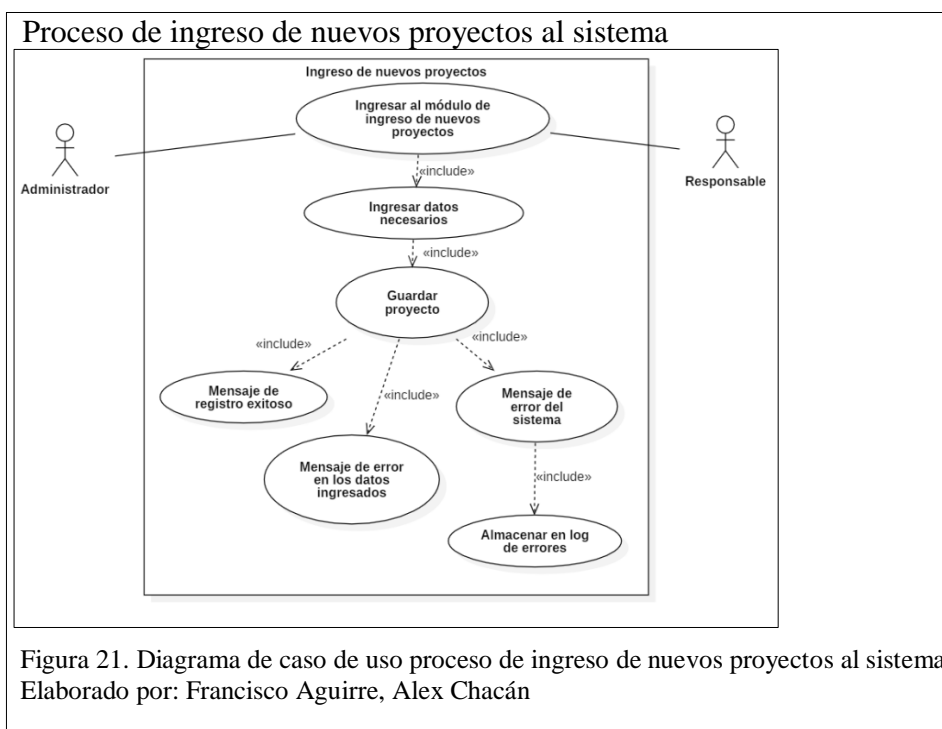 Proceso de ingreso de nuevos proyectos al sistema
Ingreso de nuevos proyectos
Ingresar al módulo de
ingreso de nuevos
proyectos
Administrador
Responsable
«include»
Ingresar datos
necesarios
«include»
Guardar
proyecto
«include»
«include»
«include»
Mensaje de
registro exitoso
Mensaje de
error del
sistema
Mensaje de error
en los datos
ingresados
«include»
Almacenar en log
de errores
Figura 21. Diagrama de caso de uso proceso de ingreso de nuevos proyectos al sistema
Elaborado por: Francisco Aguirre, Alex Chacán